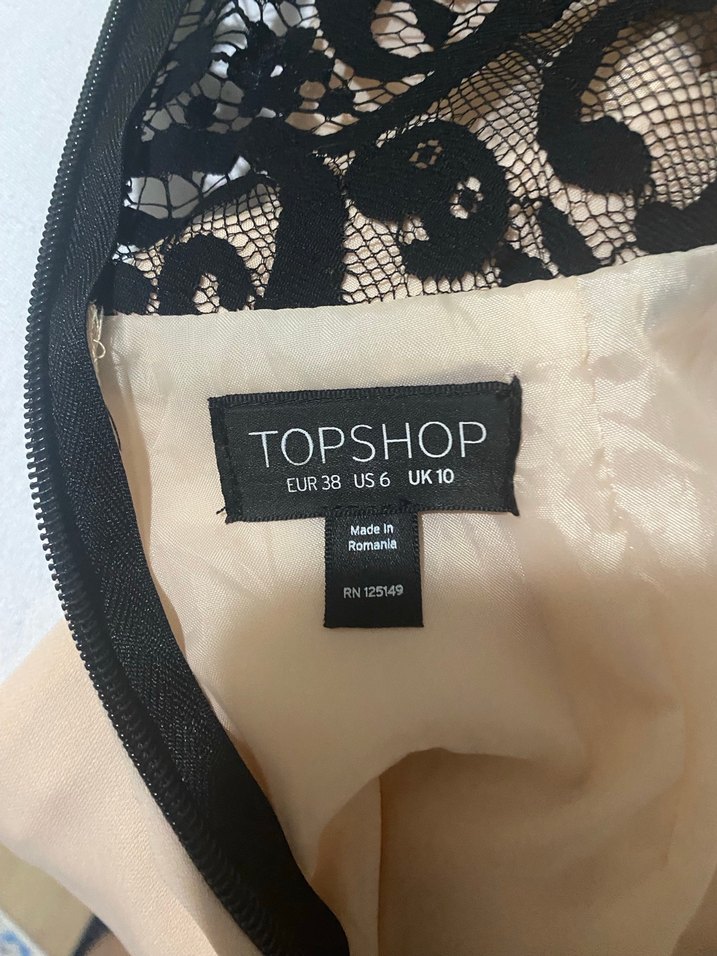 TOPSHOP
EUR 38 US 6 UK 10
Made In
Romania
RN 125149